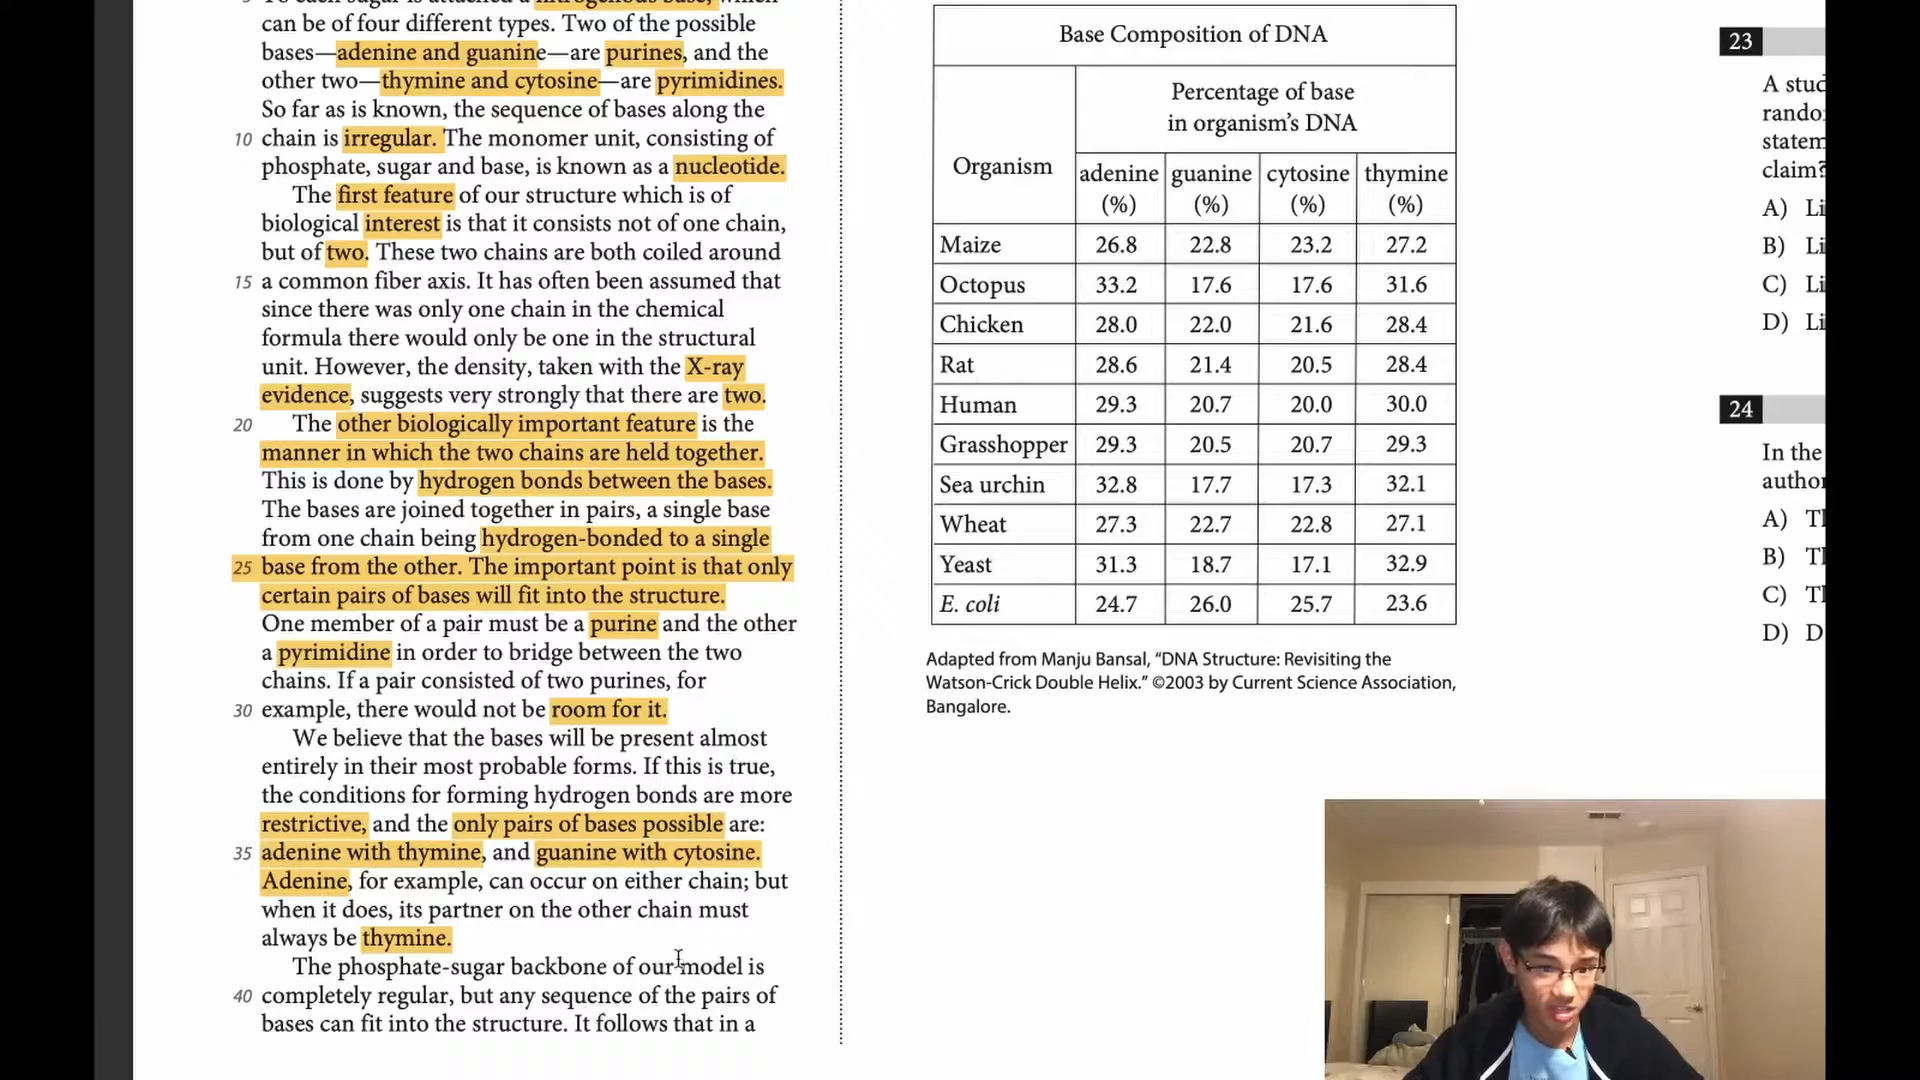 5 To each sugar is attached a nitrogenous base, which
can be of four different types. Two of the possible
bases—adenine and guanine—are purines, and the
other two—thymine and cytosine—are pyrimidines.
So far as is known, the sequence of bases along the
10 chain is irregular. The monomer unit, consisting of
phosphate, sugar and base, is known as a nucleotide.
The first feature of our structure which is of
biological interest is that it consists not of one chain,
but of two. These two chains are both coiled around
15 a common fiber axis. It has often been assumed that
since there was only one chain in the chemical
formula there would only be one in the structural
unit. However, the density, taken with the X-ray
evidence, suggests very strongly that there are two.
20 The other biologically important feature is the
manner in which the two chains are held together.
This is done by hydrogen bonds between the bases.
The bases are joined together in pairs, a single base
from one chain being hydrogen-bonded to a single
25 base from the other. The important point is that only
certain pairs of bases will fit into the structure.
One member of a pair must be a purine and the other
a pyrimidine in order to bridge between the two
chains. If a pair consisted of two purines, for
30 example, there would not be room for it.
We believe that the bases will be present almost
entirely in their most probable forms. If this is true,
the conditions for forming hydrogen bonds are more
restrictive, and the only pairs of bases possible are:
35 adenine with thymine, and guanine with cytosine.
Adenine, for example, can occur on either chain; but
when it does, its partner on the other chain must
always be thymine.
The phosphate-sugar backbone of our model is
40 completely regular, but any sequence of the pairs of
bases can fit into the structure. It follows that in a
Base Composition of DNA
Percentage of base
in organism's DNA
Organism
adenine guanine cytosine thymine
(%) (%) (%) (%)
Maize 26.8 22.8 23.2 27.2
Octopus 33.2 17.6 17.6 31.6
Chicken 28.0 22.0 21.6 28.4
Rat 28.6 21.4 20.5 28.4
Human 29.3 20.7 20.0 30.0
Grasshopper 29.3 20.5 20.7 29.3
Sea urchin 32.8 17.7 17.3 32.1
Wheat 27.3 22.7 22.8 27.1
Yeast 31.3 18.7 17.1 32.9
E. coli 24.7 26.0 25.7 23.6
Adapted from Manju Bansal, “DNA Structure: Revisiting the
Watson-Crick Double Helix.” ©2003 by Current Science Association,
Bangalore.
23
A stud
rando
statem
claim?
A) Li
B) Li
C) Li
D) Li
24
In the
autho
A) Tl
B) Tl
C) Tl
D) D